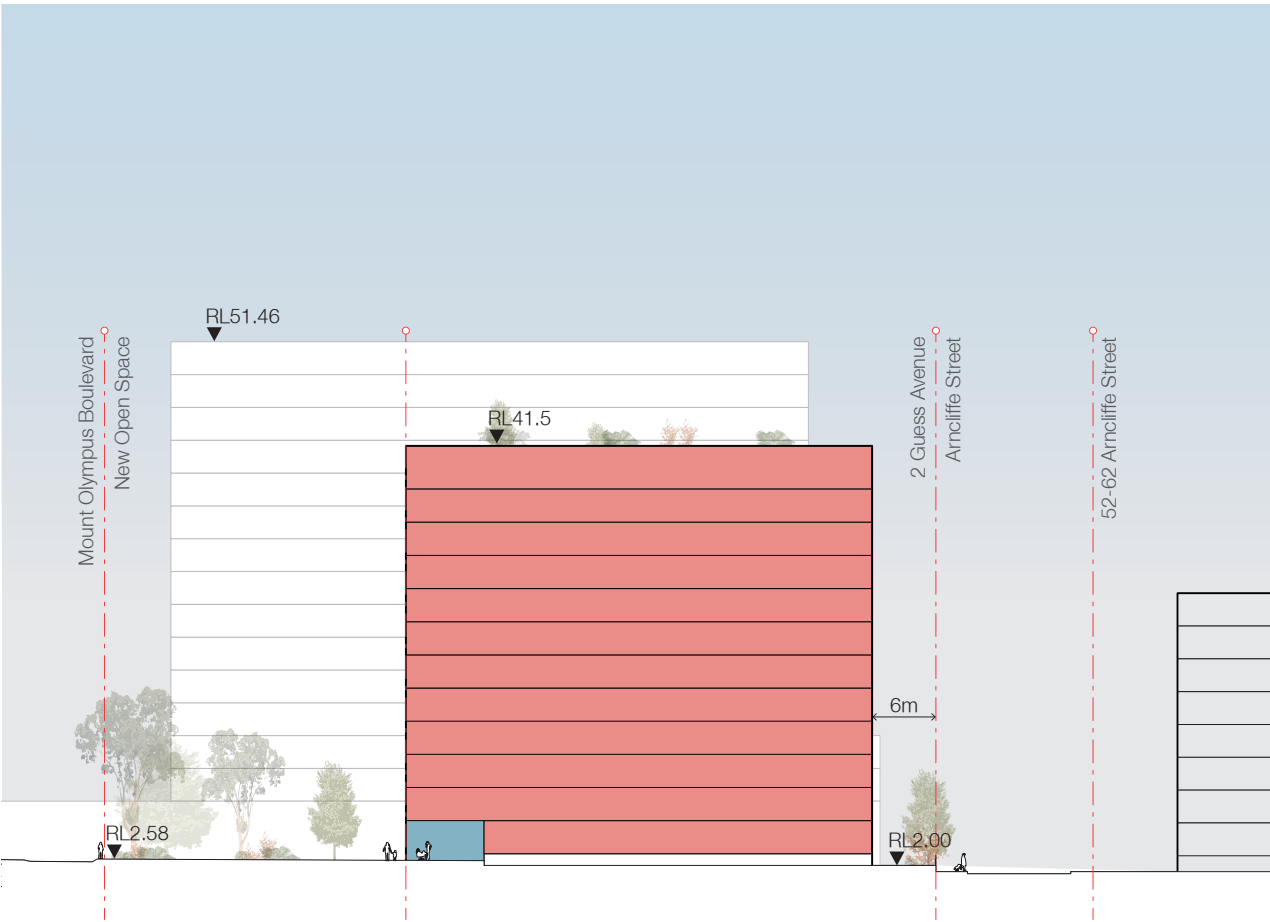 RL51.46
Mount Olympus Boulevard
New Open Space
RL41.5
2 Guess Avenue
Arncliffe Street
52-62 Arncliffe Street
6m
RL2.58
RL2.00